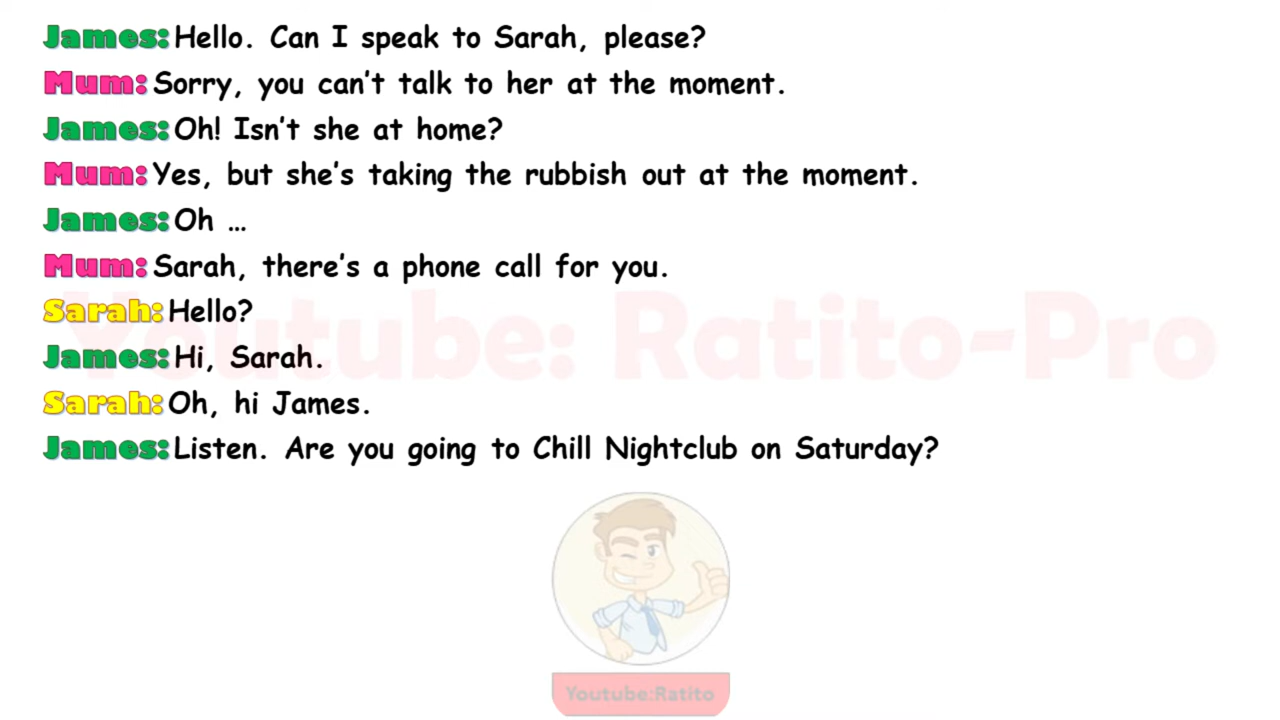 James: Hello. Can I speak to Sarah, please?
Mum: Sorry, you can't talk to her at the moment.
James: Oh! Isn't she at home?
Mum: Yes, but she's taking the rubbish out at the moment.
James: Oh …
Mum: Sarah, there's a phone call for you.
Sarah: Hello?
Youtube: Ratito-Pro
James: Hi, Sarah.
Sarah: Oh, hi James.
James: Listen. Are you going to Chill Nightclub on Saturday?
Youtube:Ratito